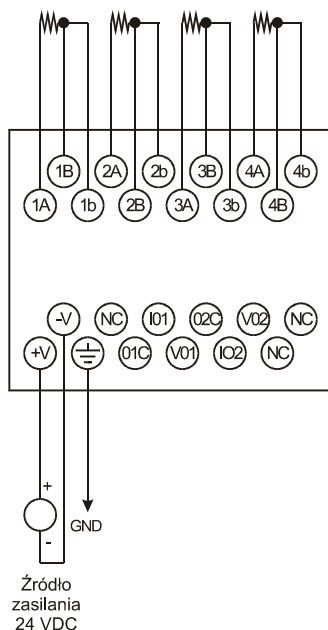 1B 2A 2b 3B 4A 4b
1A 1b 2B 3A 3b 4B
-V NC I01 02C V02 NC
+V 01C V01 IO2 NC
+
-
GND
Źródło
zasilania
24 VDC